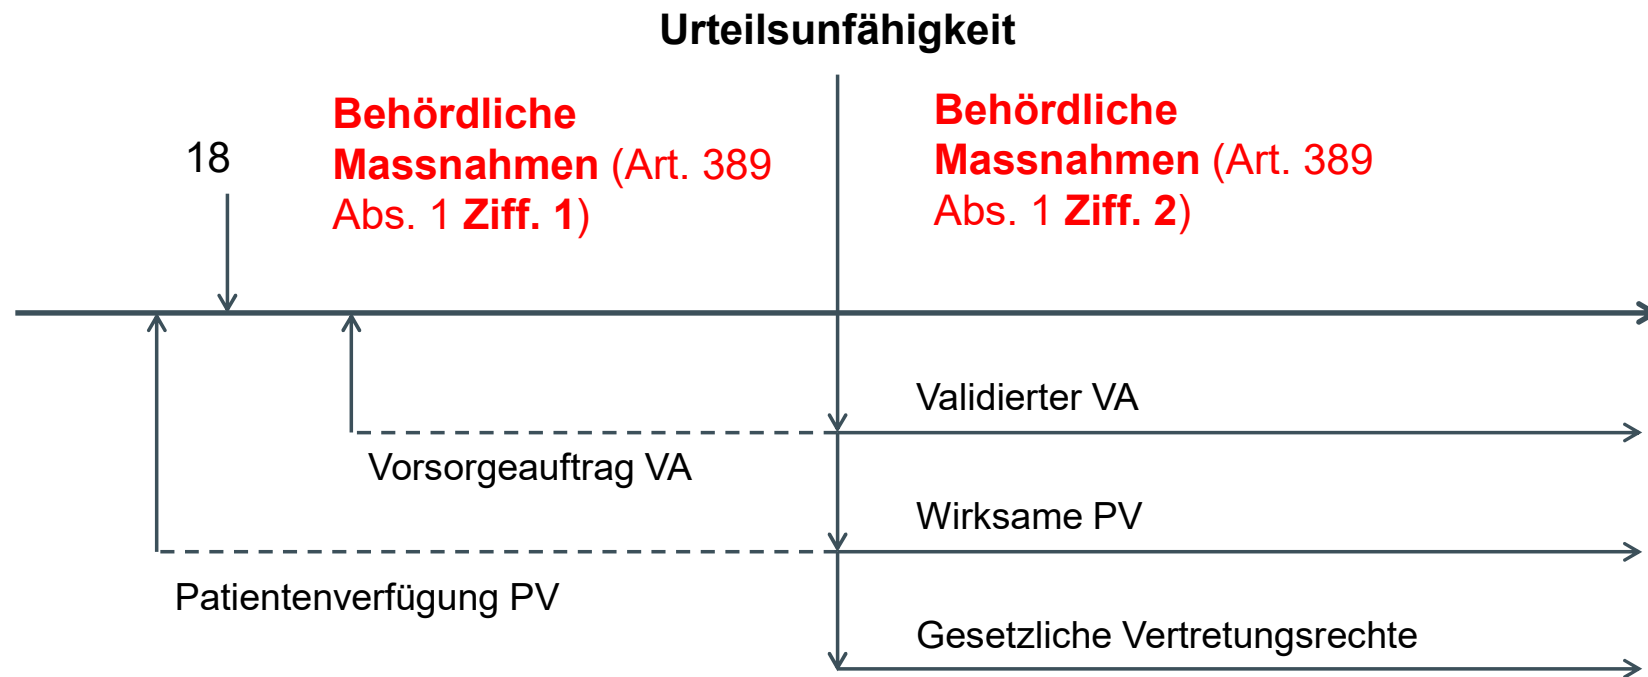 Urteilsunfähigkeit
18
Behördliche
Massnahmen (Art. 389
Abs. 1 Ziff. 1)
Behördliche
Massnahmen (Art. 389
Abs. 1 Ziff. 2)
Validierter VA
Vorsorgeauftrag VA
Wirksame PV
Patientenverfügung PV
Gesetzliche Vertretungsrechte